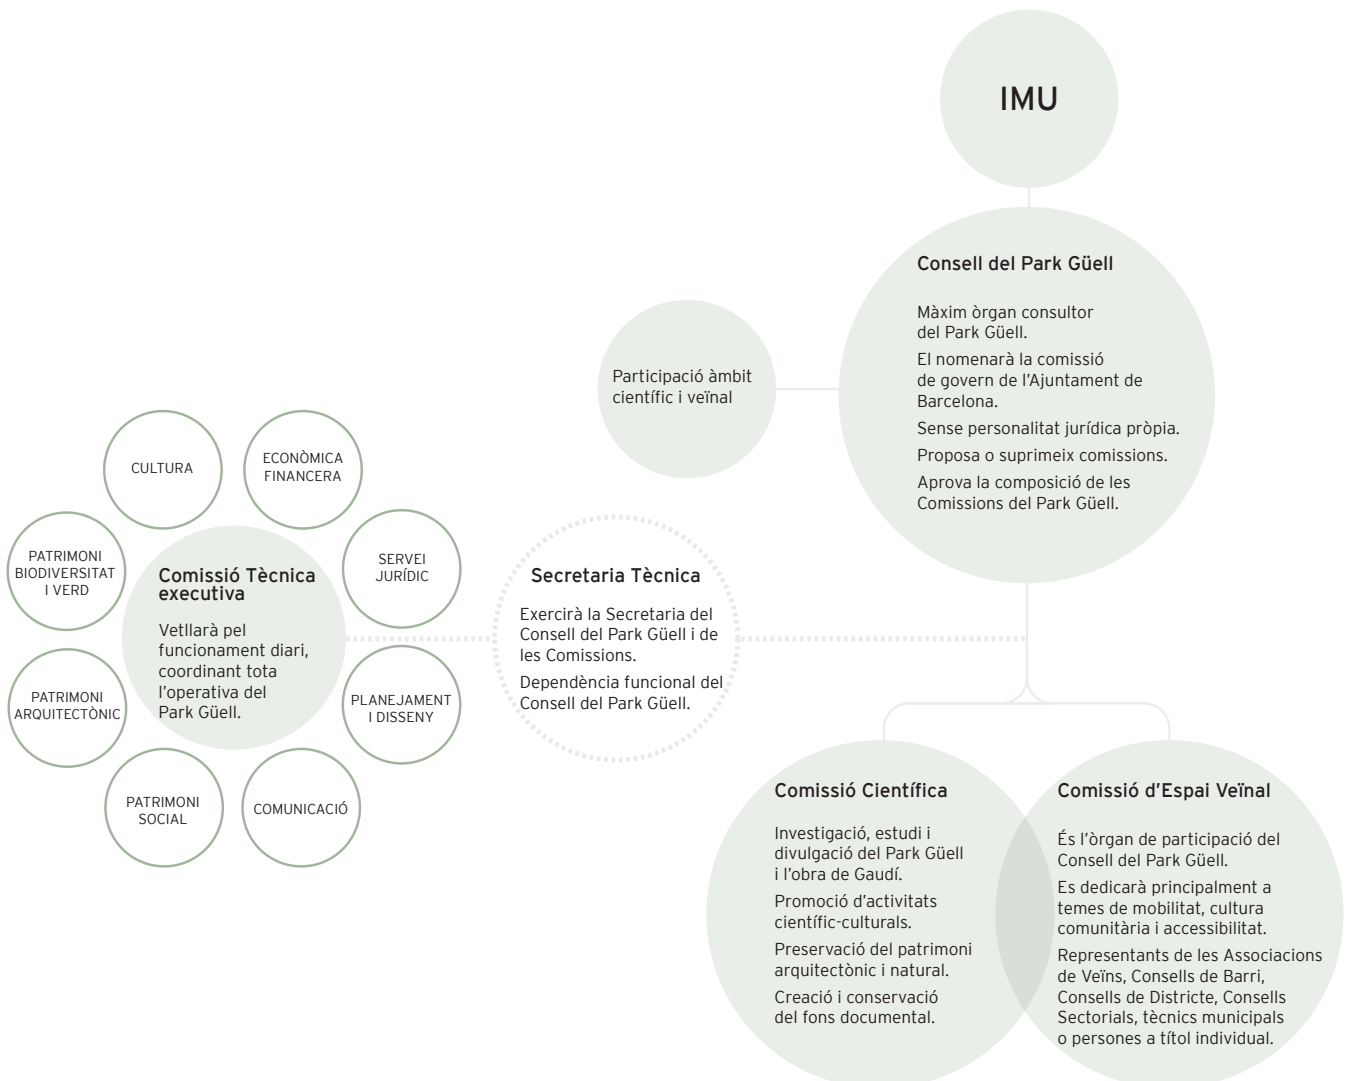 IMU
Consell del Park Güell
Màxim òrgan consultor
del Park Güell.
El nomenarà la comissió
de govern de l'Ajuntament de
Barcelona.
Sense personalitat jurídica pròpia.
Proposa o suprimeix comissions.
Aprova la composició de les
Comissions del Park Güell.
Participació àmbit
científic i veïnal
CULTURA
ECONÒMICA
FINANCERA
PATRIMONI
BIODIVERSITAT
I VERD
SERVEI
JURÍDIC
Comissió Tècnica
executiva
Vetllarà pel
funcionament diari,
coordinant tota
l'operativa del
Park Güell.
PATRIMONI
ARQUITECTÒNIC
PLANEJAMENT
I DISSENY
PATRIMONI
SOCIAL
COMUNICACIÓ
Secretaria Tècnica
Exercirà la Secretaria del
Consell del Park Güell i de
les Comissions.
Dependència funcional del
Consell del Park Güell.
Comissió Científica
Investigació, estudi i
divulgació del Park Güell
i l'obra de Gaudí.
Promoció d'activitats
científic-culturals.
Preservació del patrimoni
arquitectònic i natural.
Creació i conservació
del fons documental.
Comissió d'Espai Veïnal
És l'òrgan de participació del
Consell del Park Güell.
Es dedicarà principalment a
temes de mobilitat, cultura
comunitària i accessibilitat.
Representants de les Associacions
de Veïns, Consells de Barri,
Consells de Districte, Consells
Sectorials, tècnics municipals
o persones a títol individual.